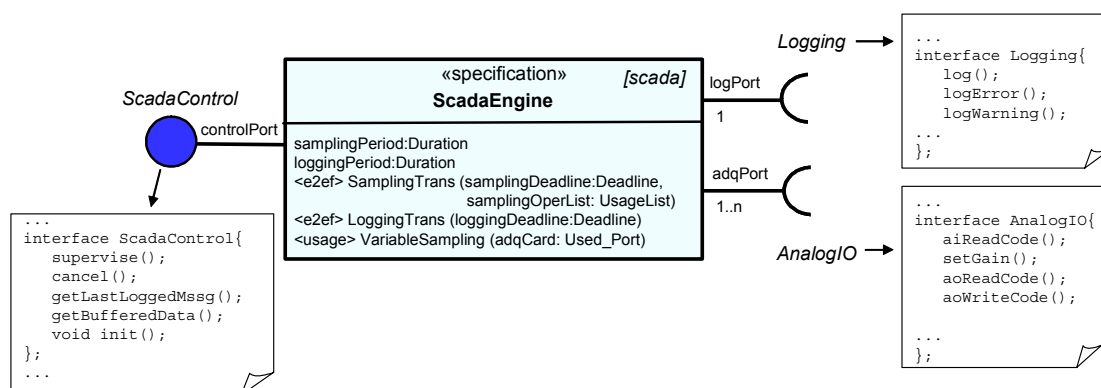 ScadaControl
controlPort
...
interface ScadaControl{
supervise();
cancel();
getLastLoggedMssg();
getBufferedData();
void init();
};
...
«specification»
[scada]
ScadaEngine
samplingPeriod:Duration
loggingPeriod:Duration
<e2ef> SamplingTrans (samplingDeadline:Deadline,
samplingOperList: UsageList)
<e2ef> LoggingTrans (loggingDeadline:Deadline)
<usage> VariableSampling (adqCard: Used_Port)
logPort
1
adqPort
1..n
Logging
...
interface Logging{
log();
logError();
logWarning();
...
};
AnalogIO
...
interface AnalogIO{
aiReadCode();
setGain();
aoReadCode();
aoWriteCode();
...
};